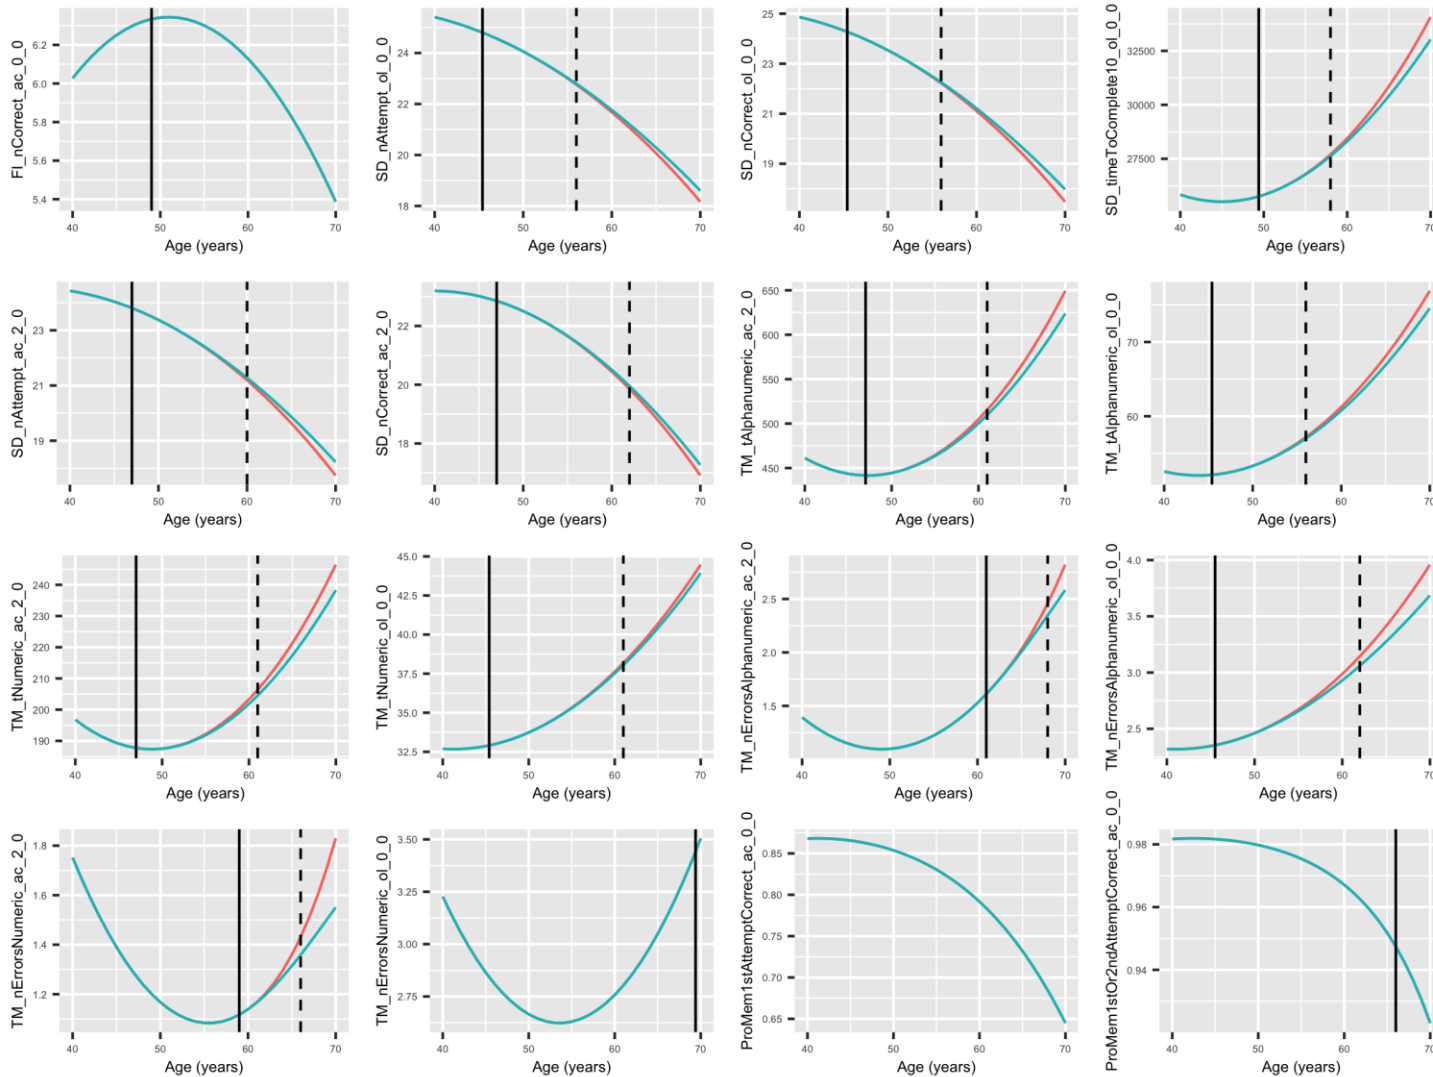 FI_nCorrect_ac_0_0
6.2
6.0
5.8
5.6
5.4
40 50 60 70
Age (years)
SD_nAttempt_ol_0_0
24
22
20
18
40 50 60 70
Age (years)
SD_nCorrect_ol_0_0
25
23
21
19
40 50 60 70
Age (years)
SD_timeToComplete10_ol_0_0
32500
30000
27500
40 50 60 70
Age (years)
SD_nAttempt_ac_2_0
23
21
19
40 50 60 70
Age (years)
SD_nCorrect_ac_2_0
22
20
18
40 50 60 70
Age (years)
TM_tAlphanumeric_ac_2_0
650
600
550
500
450
40 50 60 70
Age (years)
TM_tAlphanumeric_ol_0_0
70
60
40 50 60 70
Age (years)
TM_tNumeric_ac_2_0
240
230
220
210
200
190
40 50 60 70
Age (years)
TM_tNumeric_ol_0_0
45.0
42.5
40.0
37.5
35.0
32.5
40 50 60 70
Age (years)
TM_nErrorsAlphanumeric_ac_2_0
2.5
2.0
1.5
40 50 60 70
Age (years)
TM_nErrorsAlphanumeric_ol_0_0
4.0
3.5
3.0
2.5
40 50 60 70
Age (years)
TM_nErrorsNumeric_ac_2_0
1.8
1.6
1.4
1.2
40 50 60 70
Age (years)
TM_nErrorsNumeric_ol_0_0
3.50
3.25
3.00
2.75
40 50 60 70
Age (years)
ProMem1stAttemptCorrect_ac_0_0
0.85
0.80
0.75
0.70
0.65
40 50 60 70
Age (years)
ProMem1stOr2ndAttemptCorrect_ac_0_0
0.98
0.96
0.94
40 50 60 70
Age (years)